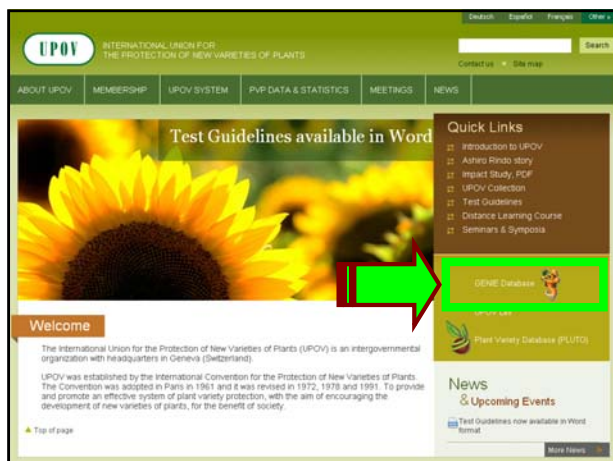 Deutsch Español Français Other »
UPOV
INTERNATIONAL UNION FOR
THE PROTECTION OF NEW VARIETIES OF PLANTS
Search
Contact us Site map
ABOUT UPOV MEMBERSHIP UPOV SYSTEM PVP DATA & STATISTICS MEETINGS NEWS
Test Guidelines available in Word
Quick Links
Introduction to UPOV
Ashiro Rindo story
Impact Study, PDF
UPOV Collection
Test Guidelines
Distance Learning Course
Seminars & Symposia
GENIE Database
UPOV Lex
Plant Variety Database (PLUTO)
Welcome
The International Union for the Protection of New Varieties of Plants (UPOV) is an intergovernmental
organization with headquarters in Geneva (Switzerland).
UPOV was established by the International Convention for the Protection of New Varieties of Plants.
The Convention was adopted in Paris in 1961 and it was revised in 1972, 1978 and 1991. To provide
and promote an effective system of plant variety protection, with the aim of encouraging the
development of new varieties of plants, for the benefit of society.
Top of page
News
& Upcoming Events
Test Guidelines now available in Word
format
More News